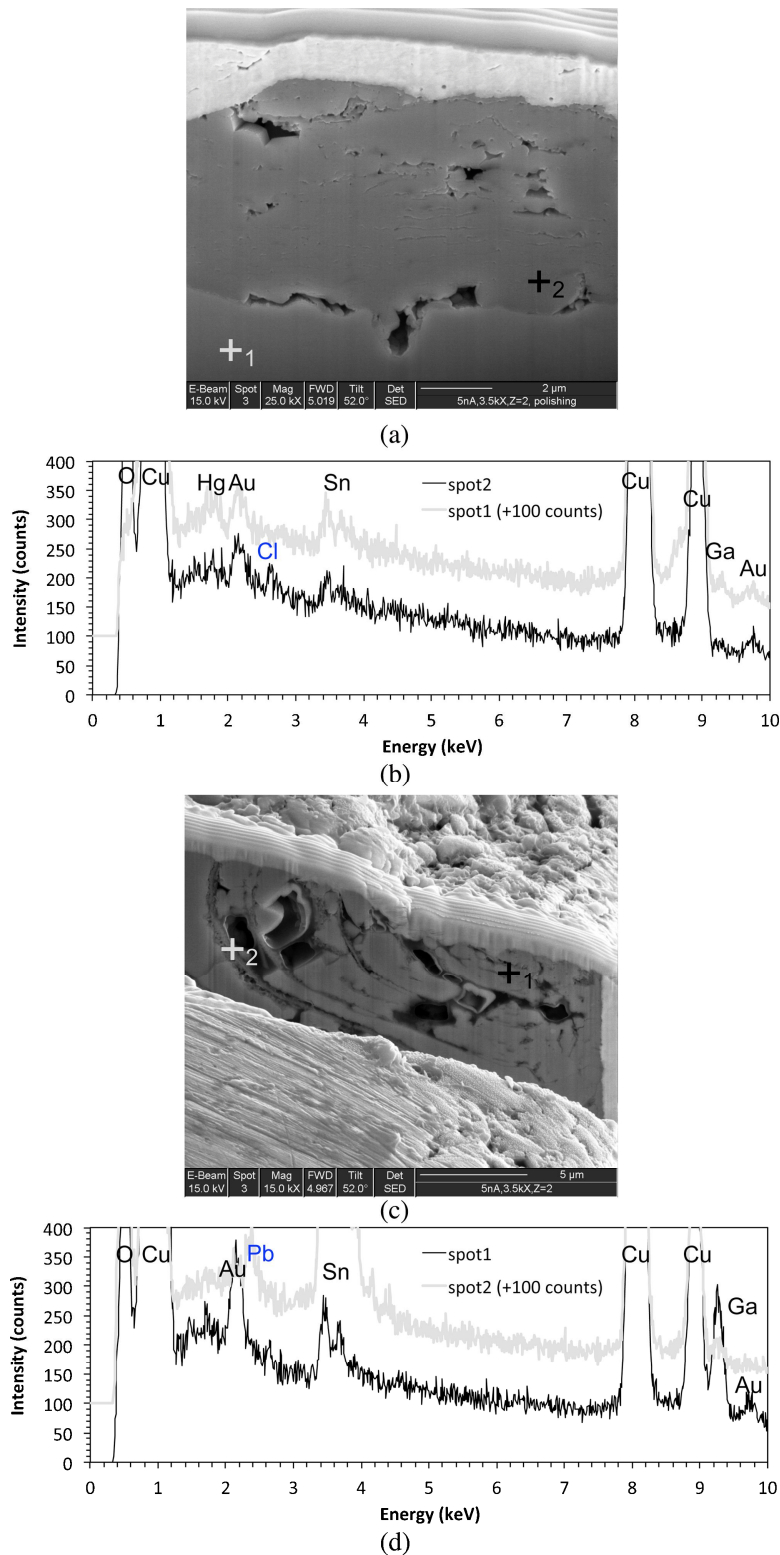 +2
+1
E-Beam Spot Mag FWD Tilt Det 2 µm
15.0 kV 3 25.0 kX 5.019 52.0° SED 5nA,3.5kX,Z=2, polishing
(a)
400
350
300
250
200
150
100
50
0
Intensity (counts)
O Cu Hg Au Cl Sn Cu Cu Ga Au
spot2
spot1 (+100 counts)
0 1 2 3 4 5 6 7 8 9 10
Energy (keV)
(b)
+2
+1
E-Beam Spot Mag FWD Tilt Det 5 µm
15.0 kV 3 15.0 kX 4.967 52.0° SED 5nA,3.5kX,Z=2
(c)
400
350
300
250
200
150
100
50
0
Intensity (counts)
O Cu Au Pb Sn Cu Cu Ga Au
spot1
spot2 (+100 counts)
0 1 2 3 4 5 6 7 8 9 10
Energy (keV)
(d)